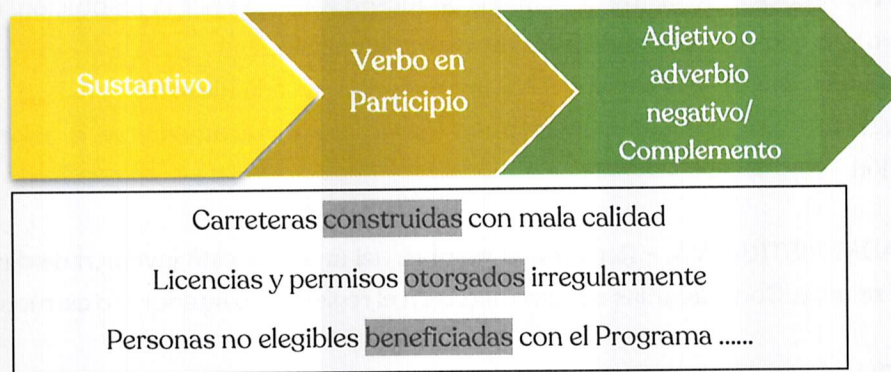 Sustantivo
Verbo en
Participio
Adjetivo o
adverbio
negativo/
Complemento
Carreteras construidas con mala calidad
Licencias y permisos otorgados irregularmente
Personas no elegibles beneficiadas con el Programa ......